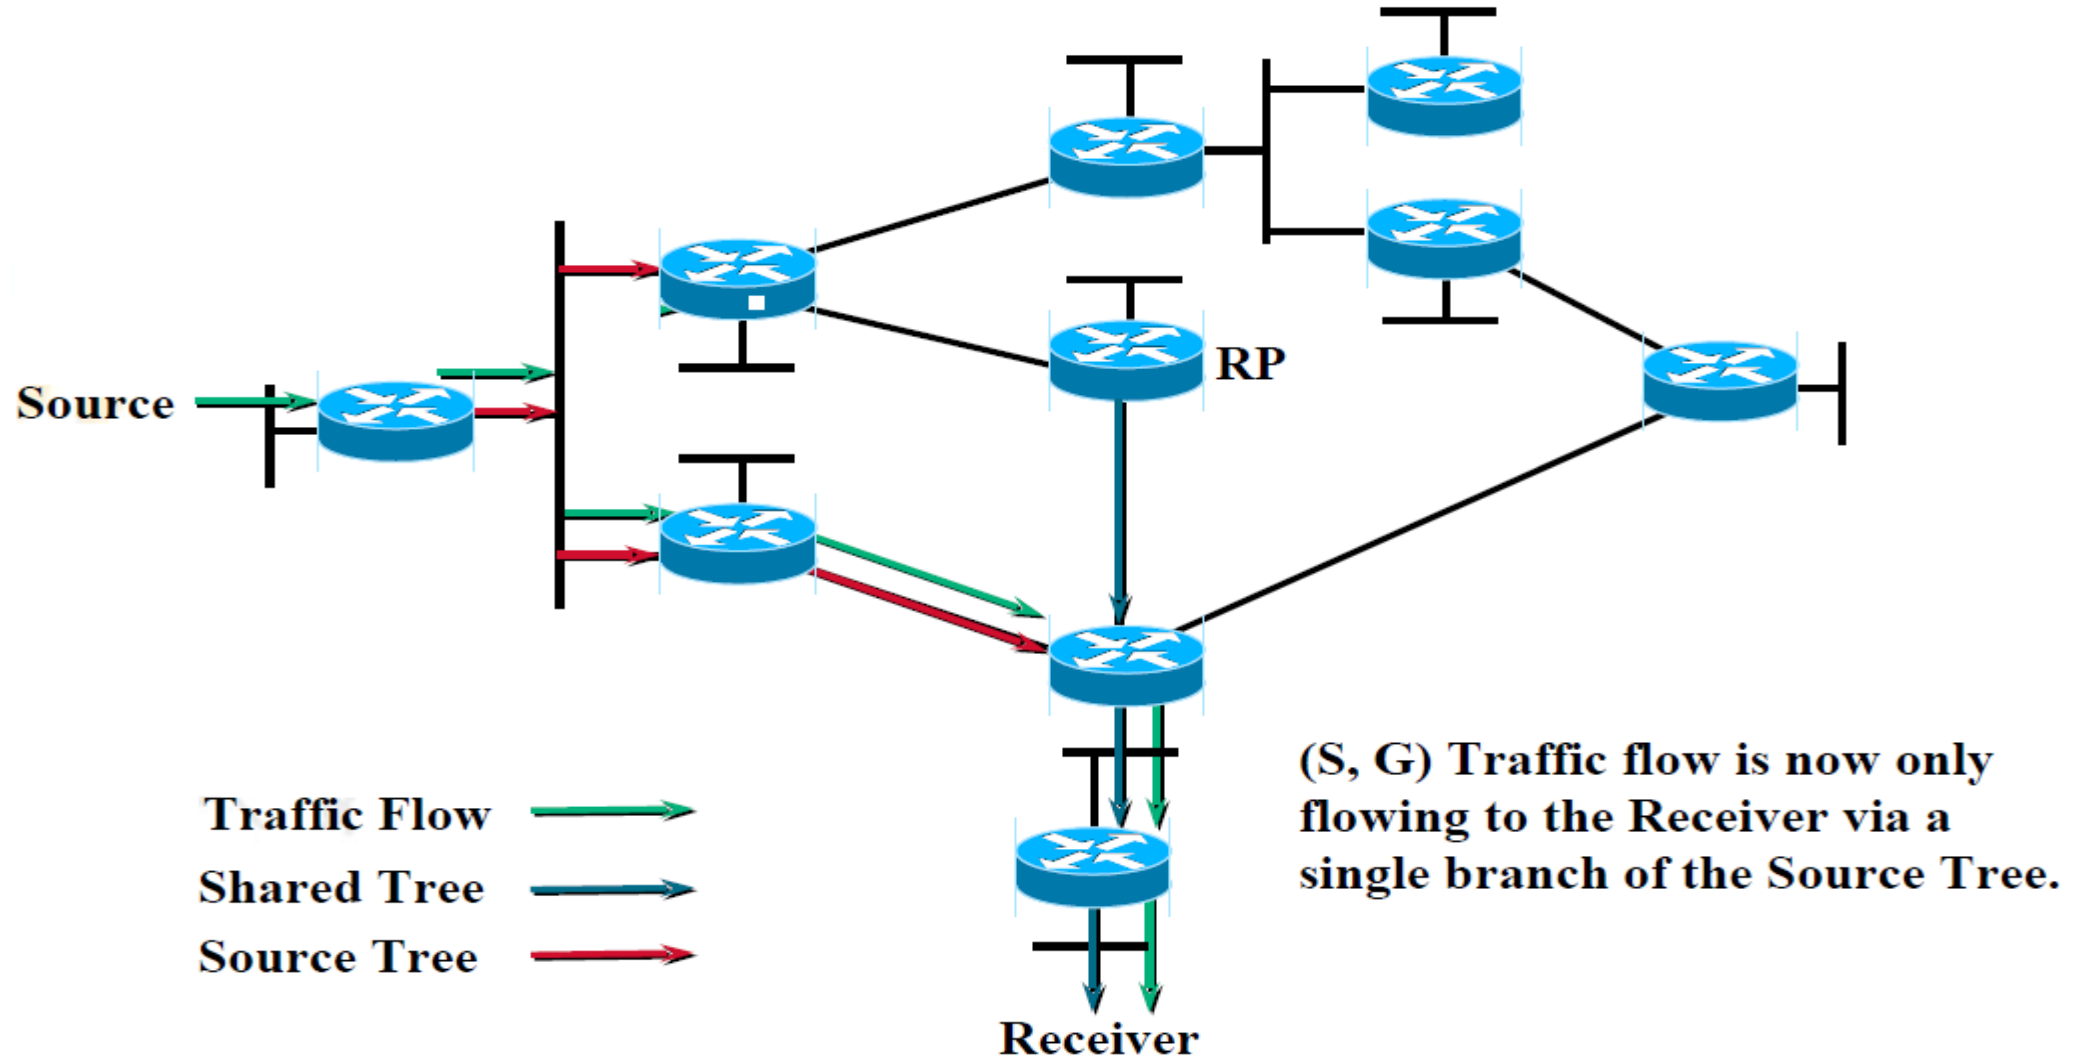 RP
Source
(S, G) Traffic flow is now only
flowing to the Receiver via a
single branch of the Source Tree.
Traffic Flow
Shared Tree
Source Tree
Receiver